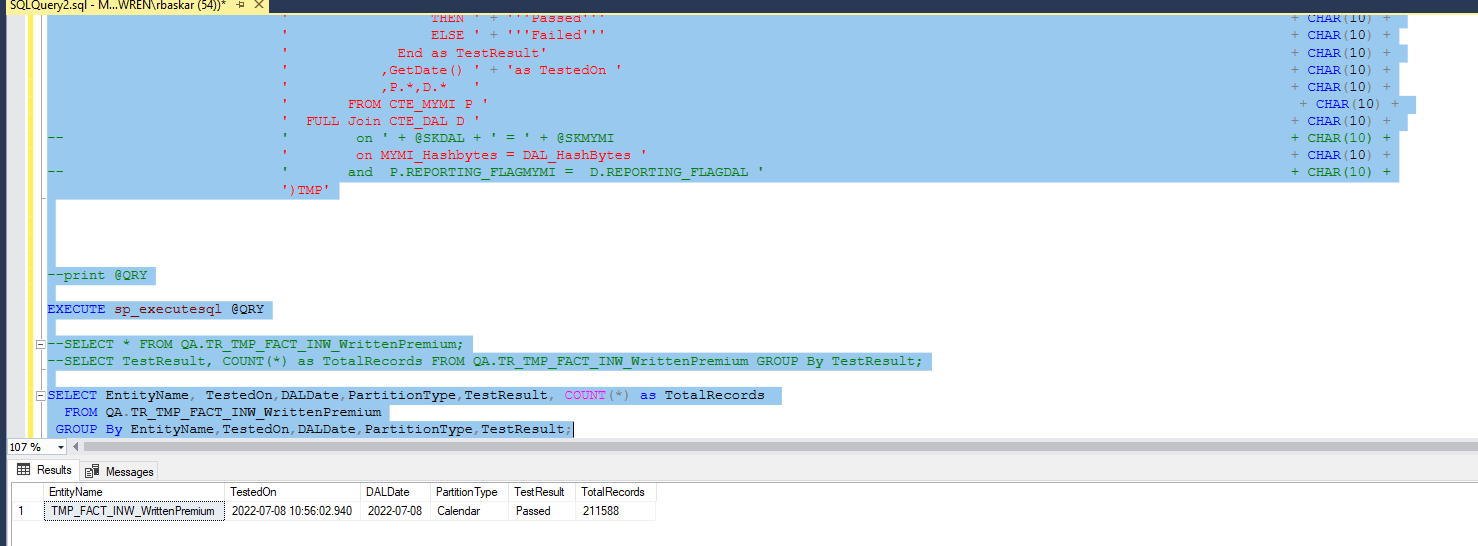 SQLQuery2.sql - M...WREN\rbaskar (54))*
' THEN ' + '''Passed''' + CHAR(10) +
' ELSE ' + '''Failed''' + CHAR(10) +
' End as TestResult' + CHAR(10) +
' ,GetDate() ' + 'as TestedOn ' + CHAR(10) +
' ,P.*,D.* ' + CHAR(10) +
' FROM CTE_MYMI P ' + CHAR(10) +
' FULL Join CTE_DAL D ' + CHAR(10) +
-- ' on ' + @SKDAL + ' = ' + @SKMYMI + CHAR(10) +
' on MYMI_Hashbytes = DAL_HashBytes ' + CHAR(10) +
-- ' and P.REPORTING_FLAGMYMI = D.REPORTING_FLAGDAL ' + CHAR(10) +
')TMP'
--print @QRY
EXECUTE sp_executesql @QRY
--SELECT * FROM QA.TR_TMP_FACT_INW_WrittenPremium;
--SELECT TestResult, COUNT(*) as TotalRecords FROM QA.TR_TMP_FACT_INW_WrittenPremium GROUP By TestResult;
SELECT EntityName, TestedOn,DALDate,PartitionType,TestResult, COUNT(*) as TotalRecords
FROM QA.TR_TMP_FACT_INW_WrittenPremium
GROUP By EntityName,TestedOn,DALDate,PartitionType,TestResult;
107 %
Results Messages
EntityName TestedOn DALDate PartitionType TestResult TotalRecords
1 TMP_FACT_INW_WrittenPremium 2022-07-08 10:56:02.940 2022-07-08 Calendar Passed 211588